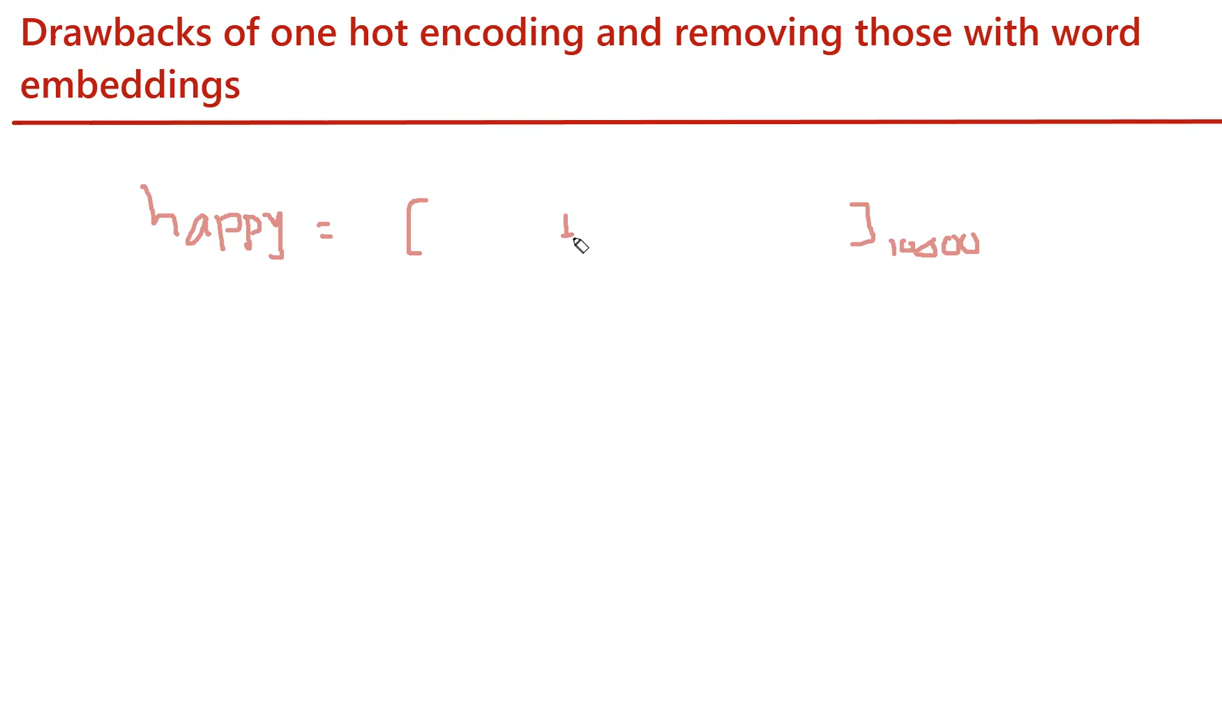 Drawbacks of one hot encoding and removing those with word
embeddings
happy = [ 1 ] 10000